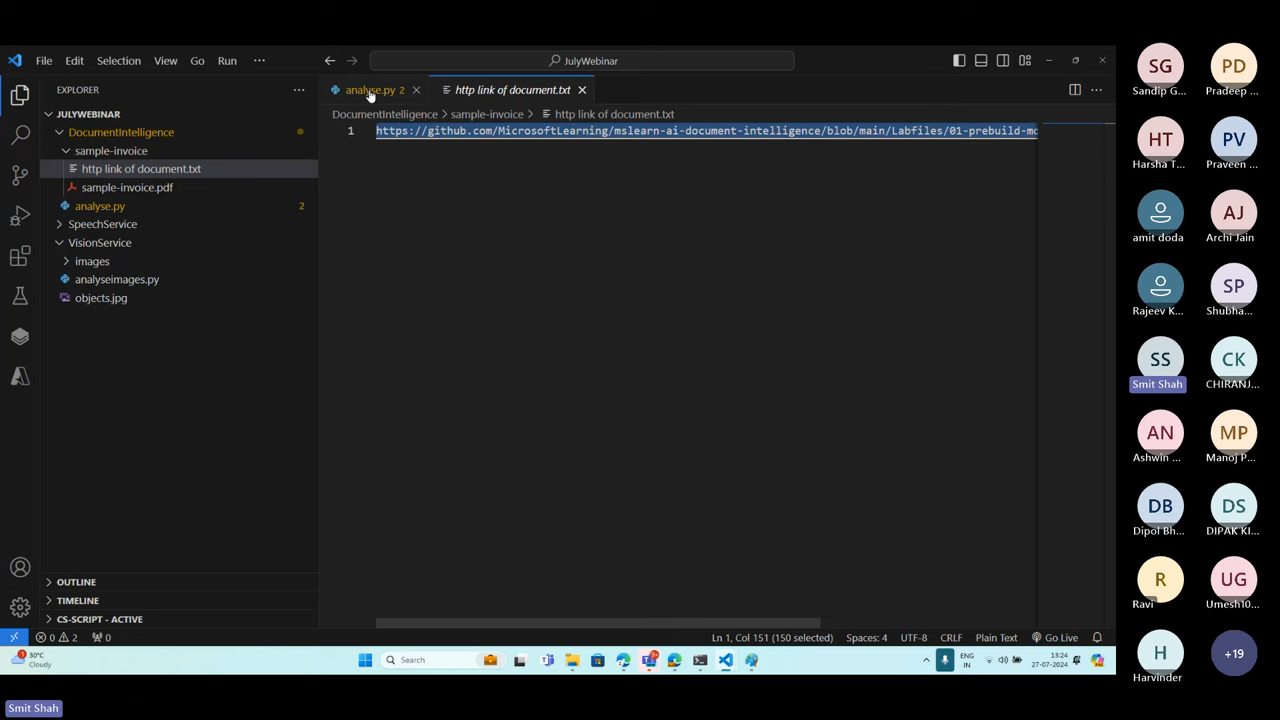 File Edit Selection View Go Run ···
JulyWebinar
EXPLORER ···
JULYWEBINAR
DocumentIntelligence
sample-invoice
http link of document.txt
sample-invoice.pdf
analyse.py 2
SpeechService
VisionService
images
analyseimages.py
objects.jpg
OUTLINE
TIMELINE
CS-SCRIPT - ACTIVE
analyse.py 2
http link of document.txt
DocumentIntelligence > sample-invoice > http link of document.txt
1 https://github.com/MicrosoftLearning/mslearn-ai-document-intelligence/blob/main/Labfiles/01-prebuild-mo
0 2 0
Ln 1, Col 151 (150 selected) Spaces: 4 UTF-8 CRLF Plain Text Go Live
1 30°C
Cloudy
Search
ENG
IN
13:24
27-07-2024
SG PD
Sandip G... Pradeep ...
HT PV
Harsha T... Praveen ...
AJ
amit doda Archi Jain
SP
Rajeev K... Shubha...
SS CK
Smit Shah CHIRANJ...
AN MP
Ashwin ... Manoj P...
DB DS
Dipol Bh... DIPAK KI...
R UG
Ravi Umesh10...
H +19
Harvinder
Smit Shah